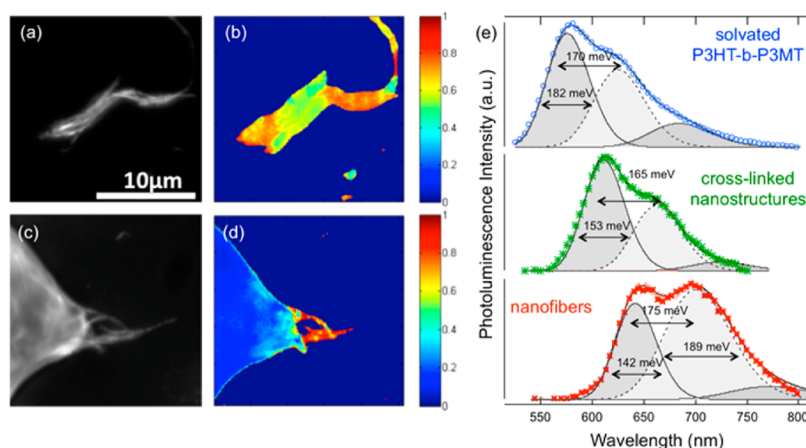 (a)
(b)
10μm
1
0.8
0.6
0.4
0.2
0
(c)
(d)
1
0.8
0.6
0.4
0.2
0
(e)
solvated
P3HT-b-P3MT
170 meV
182 meV
cross-linked
nanostructures
165 meV
153 meV
nanofibers
175 meV
189 meV
142 meV
Photoluminescence Intensity (a.u.)
550
600
650
700
750
800
Wavelength (nm)